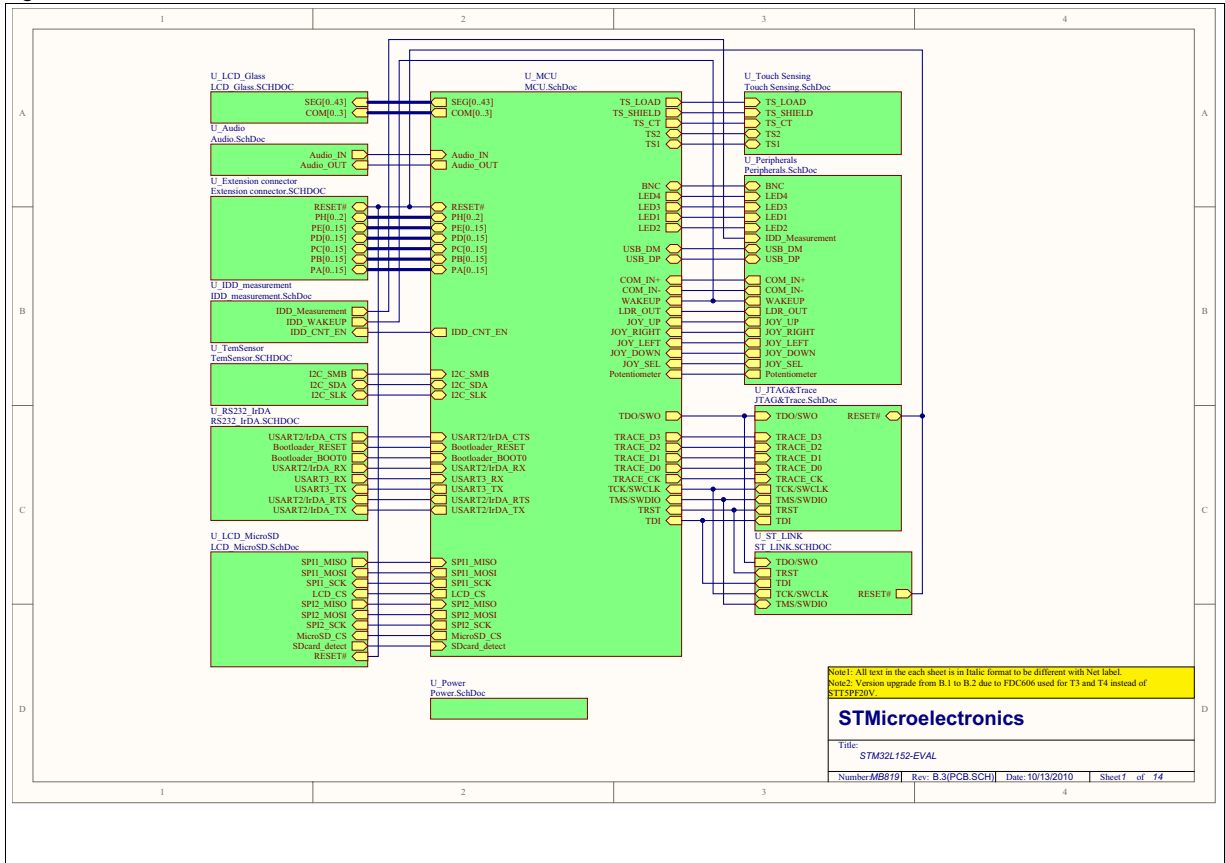 1 2 3 4
A A
B B
C C
D D
1 2 3 4
U_LCD_Glass
LCD_Glass.SCHDOC
SEG[0..43]
COM[0..3]
U_Audio
Audio.SchDoc
Audio_IN
Audio_OUT
U_Extension connector
Extension connector.SCHDOC
RESET#
PH[0..2]
PE[0..15]
PD[0..15]
PC[0..15]
PB[0..15]
PA[0..15]
U_IDD_measurement
IDD_measurement.SchDoc
IDD_Measurement
IDD_WAKEUP
IDD_CNT_EN
U_TemSensor
TemSensor.SCHDOC
I2C_SMB
I2C_SDA
I2C_SLK
U_RS232_IrDA
RS232_IrDA.SCHDOC
USART2/IrDA_CTS
Bootloader_RESET
Bootloader_BOOT0
USART2/IrDA_RX
USART3_RX
USART3_TX
USART2/IrDA_RTS
USART2/IrDA_TX
U_LCD_MicroSD
LCD_MicroSD.SchDoc
SPI1_MISO
SPI1_MOSI
SPI1_SCK
LCD_CS
SPI2_MISO
SPI2_MOSI
SPI2_SCK
MicroSD_CS
SDcard_detect
RESET#
U_MCU
MCU.SchDoc
SEG[0..43]
COM[0..3]
Audio_IN
Audio_OUT
RESET#
PH[0..2]
PE[0..15]
PD[0..15]
PC[0..15]
PB[0..15]
PA[0..15]
IDD_CNT_EN
I2C_SMB
I2C_SDA
I2C_SLK
USART2/IrDA_CTS
Bootloader_RESET
Bootloader_BOOT0
USART2/IrDA_RX
USART3_RX
USART3_TX
USART2/IrDA_RTS
USART2/IrDA_TX
SPI1_MISO
SPI1_MOSI
SPI1_SCK
LCD_CS
SPI2_MISO
SPI2_MOSI
SPI2_SCK
MicroSD_CS
SDcard_detect
TS_LOAD
TS_SHIELD
TS_CT
TS2
TS1
BNC
LED4
LED3
LED1
LED2
USB_DM
USB_DP
COM_IN+
COM_IN-
WAKEUP
LDR_OUT
JOY_UP
JOY_RIGHT
JOY_LEFT
JOY_DOWN
JOY_SEL
Potentiometer
TDO/SWO
TRACE_D3
TRACE_D2
TRACE_D1
TRACE_D0
TRACE_CK
TCK/SWCLK
TMS/SWDIO
TRST
TDI
U_Power
Power.SchDoc
U_Touch Sensing
Touch Sensing.SchDoc
TS_LOAD
TS_SHIELD
TS_CT
TS2
TS1
U_Peripherals
Peripherals.SchDoc
BNC
LED4
LED3
LED1
LED2
IDD_Measurement
USB_DM
USB_DP
COM_IN+
COM_IN-
WAKEUP
LDR_OUT
JOY_UP
JOY_RIGHT
JOY_LEFT
JOY_DOWN
JOY_SEL
Potentiometer
U_JTAG&Trace
JTAG&Trace.SchDoc
TDO/SWO RESET#
TRACE_D3
TRACE_D2
TRACE_D1
TRACE_D0
TRACE_CK
TCK/SWCLK
TMS/SWDIO
TRST
TDI
U_ST_LINK
ST_LINK.SCHDOC
TDO/SWO
TRST
TDI
TCK/SWCLK RESET#
TMS/SWDIO
Note1: All text in the each sheet is in Italic format to be different with Net label.
Note2: Version upgrade from B.1 to B.2 due to FDC606 used for T3 and T4 instead of
STT5PF20V.
STMicroelectronics
Title:
STM32L152-EVAL
Number:MB819 Rev: B.3(PCB.SCH) Date:10/13/2010 Sheet1 of 14